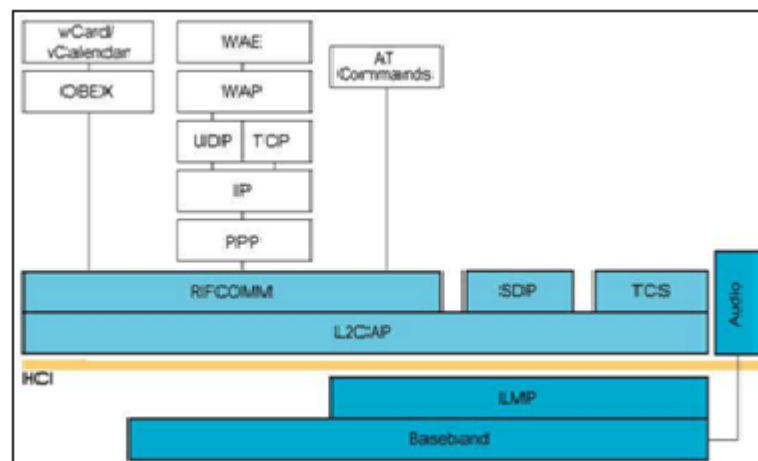 vCard/
vCalendar
OBEX
WAE
WAP
UDP
TCP
IP
PPP
AT
Commands
RFCOMM
SDP
TCS
Audio
L2CAP
HCI
LMP
Baseband